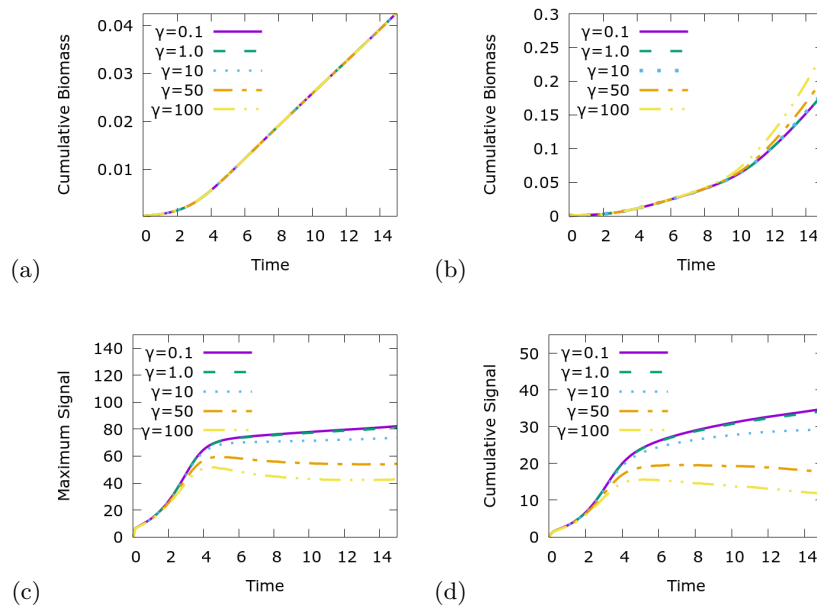 Cumulative Biomass
0.04
0.03
0.02
0.01
γ=0.1
γ=1.0
γ=10
γ=50
γ=100
0 2 4 6 8 10 12 14
Time
(a)
Cumulative Biomass
0.3
0.25
0.2
0.15
0.1
0.05
0
γ=0.1
γ=1.0
γ=10
γ=50
γ=100
0 2 4 6 8 10 12 14
Time
(b)
Maximum Signal
140
120
100
80
60
40
20
0
γ=0.1
γ=1.0
γ=10
γ=50
γ=100
0 2 4 6 8 10 12 14
Time
(c)
Cumulative Signal
50
40
30
20
10
0
γ=0.1
γ=1.0
γ=10
γ=50
γ=100
0 2 4 6 8 10 12 14
Time
(d)